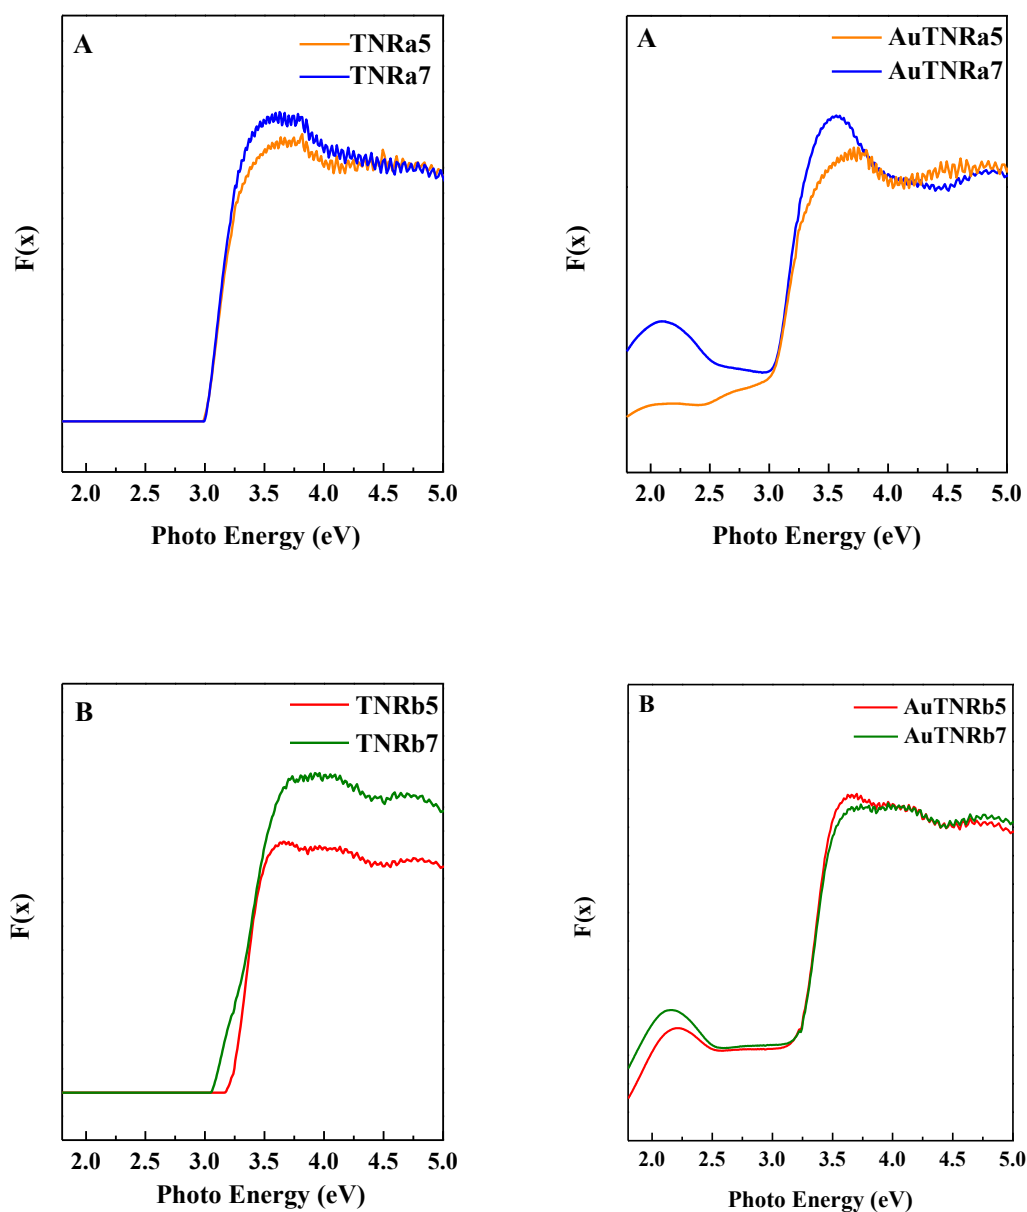 A
TNRa5
TNRa7
F(x)
2.0 2.5 3.0 3.5 4.0 4.5 5.0
Photo Energy (eV)
A
AuTNRa5
AuTNRa7
F(x)
2.0 2.5 3.0 3.5 4.0 4.5 5.0
Photo Energy (eV)
B
TNRb5
TNRb7
F(x)
2.0 2.5 3.0 3.5 4.0 4.5 5.0
Photo Energy (eV)
B
AuTNRb5
AuTNRb7
F(x)
2.0 2.5 3.0 3.5 4.0 4.5 5.0
Photo Energy (eV)